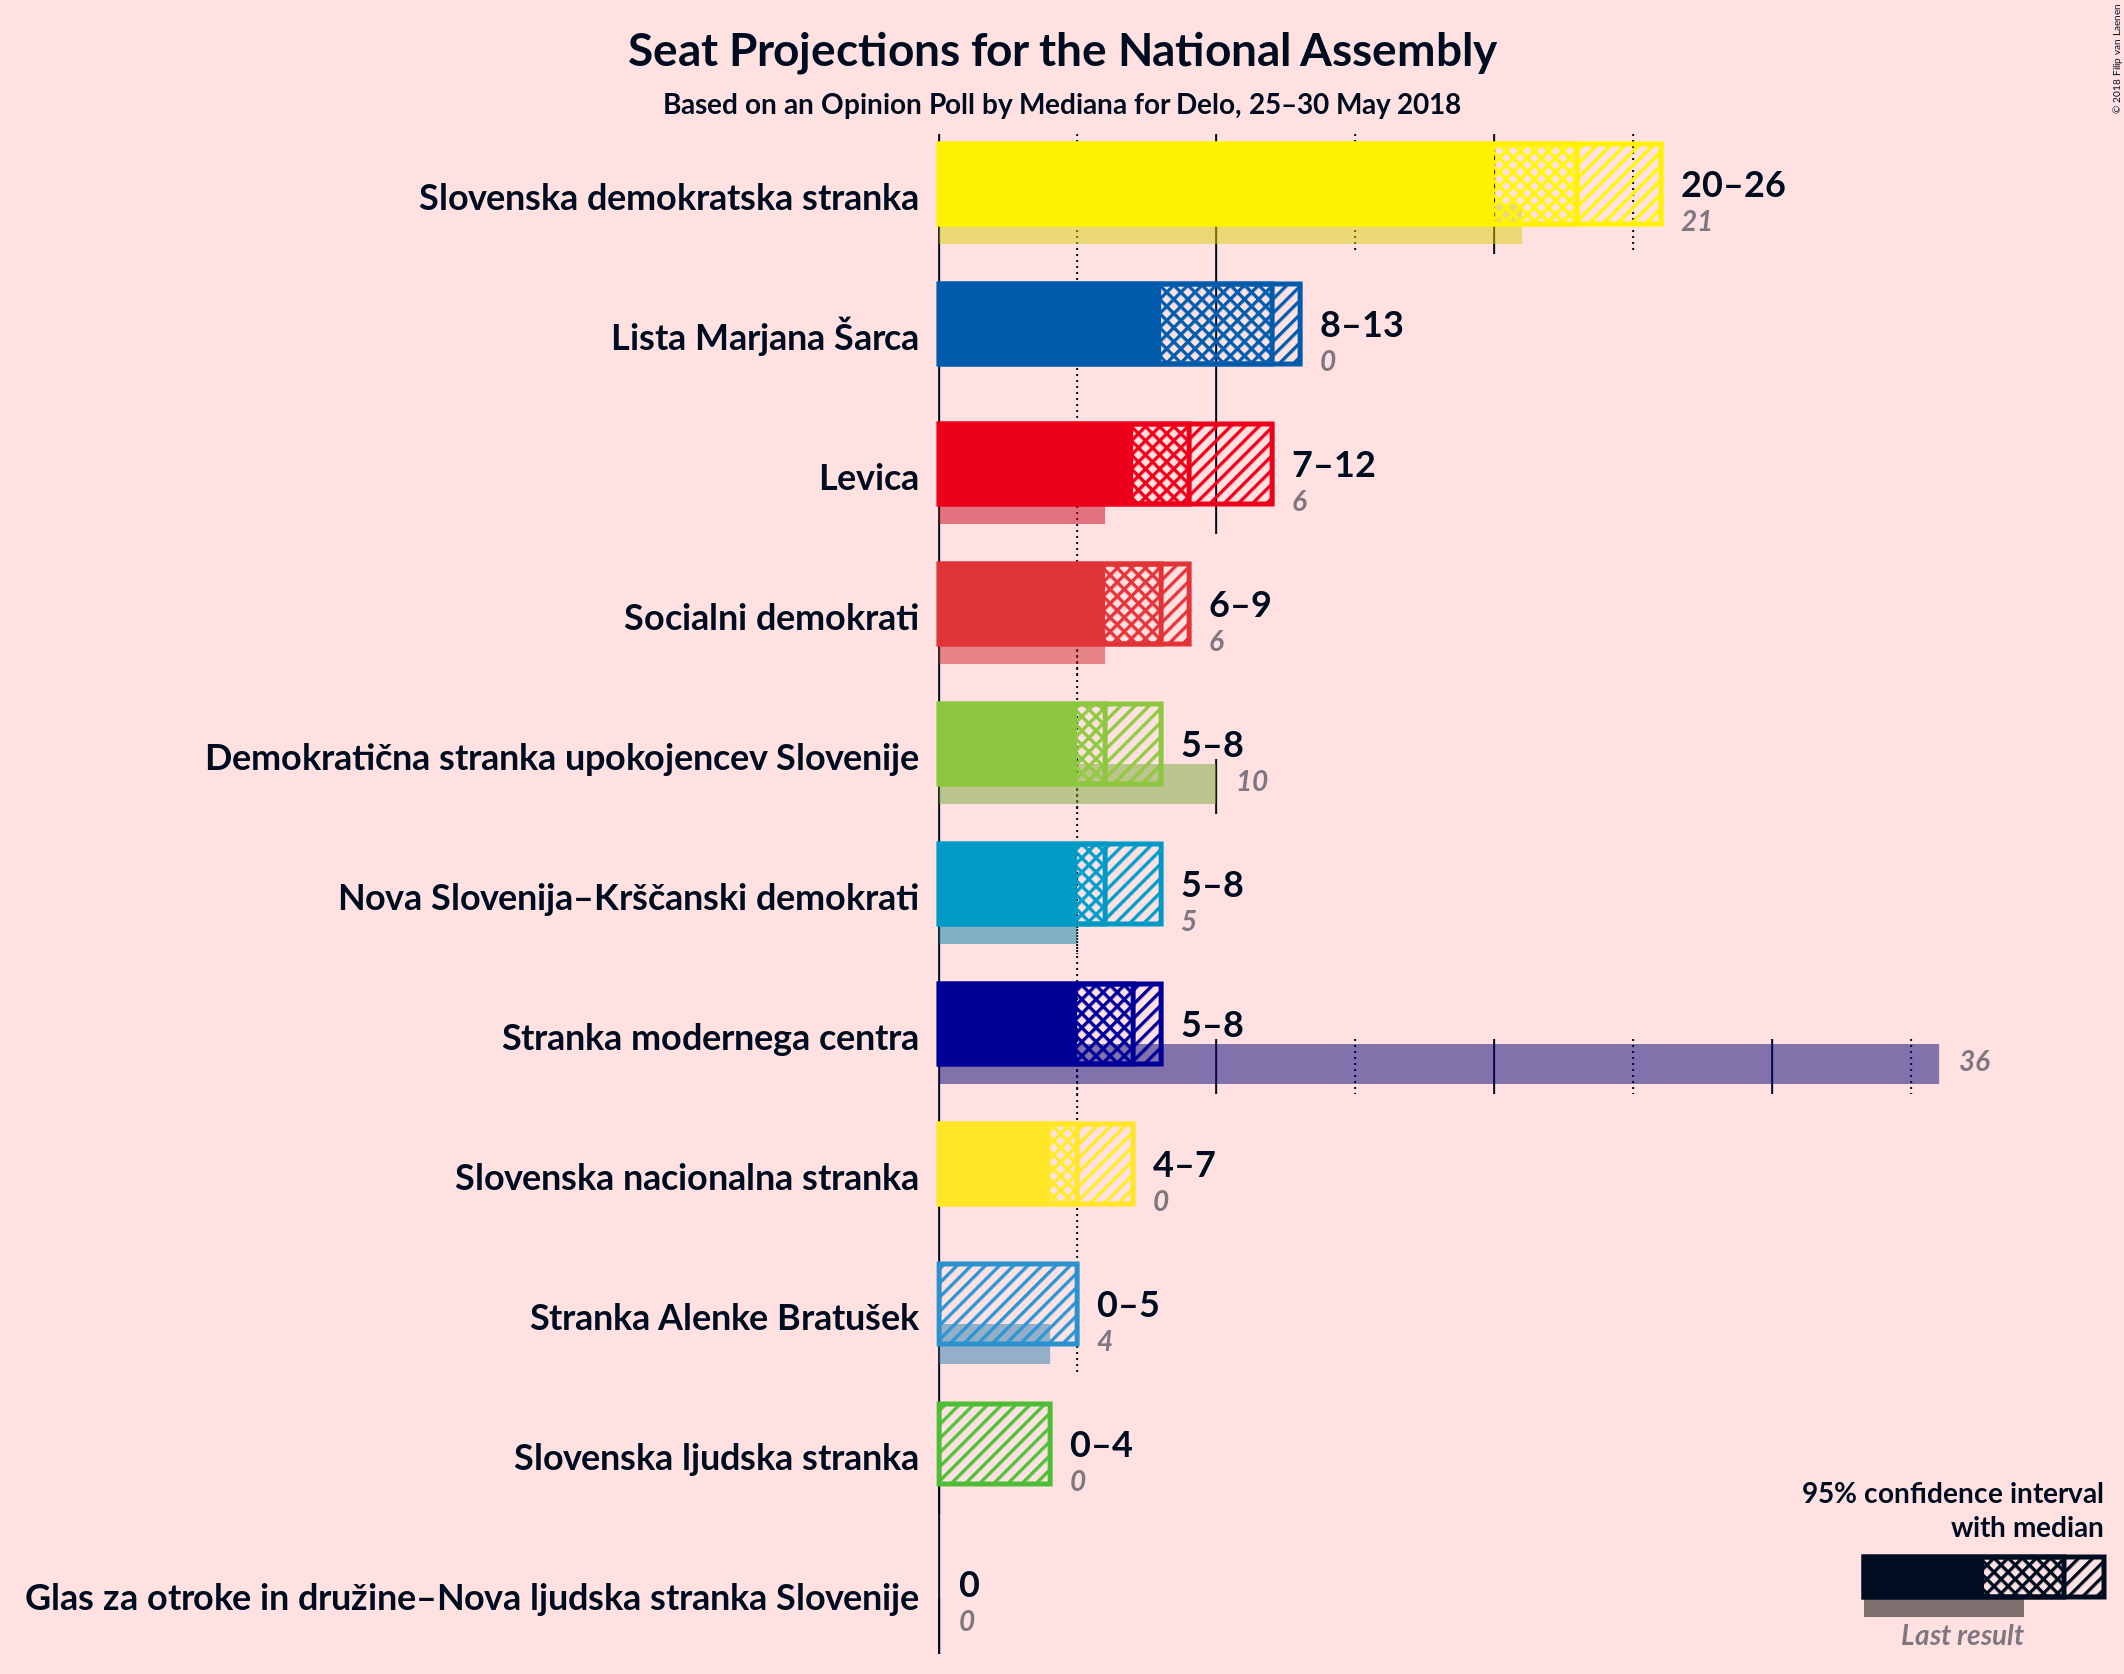 Seat Projections for the National Assembly
Based on an Opinion Poll by Mediana for Delo, 25–30 May 2018
© 2018 Filip van Laenen
Slovenska demokratska stranka
20–26
21
Lista Marjana Šarca
8–13
0
Levica
7–12
6
Socialni demokrati
6–9
6
Demokratična stranka upokojencev Slovenije
5–8
10
Nova Slovenija–Krščanski demokrati
5–8
5
Stranka modernega centra
5–8
36
Slovenska nacionalna stranka
4–7
0
Stranka Alenke Bratušek
0–5
4
Slovenska ljudska stranka
0–4
0
Glas za otroke in družine–Nova ljudska stranka Slovenije
0
0
95% confidence interval
with median
Last result